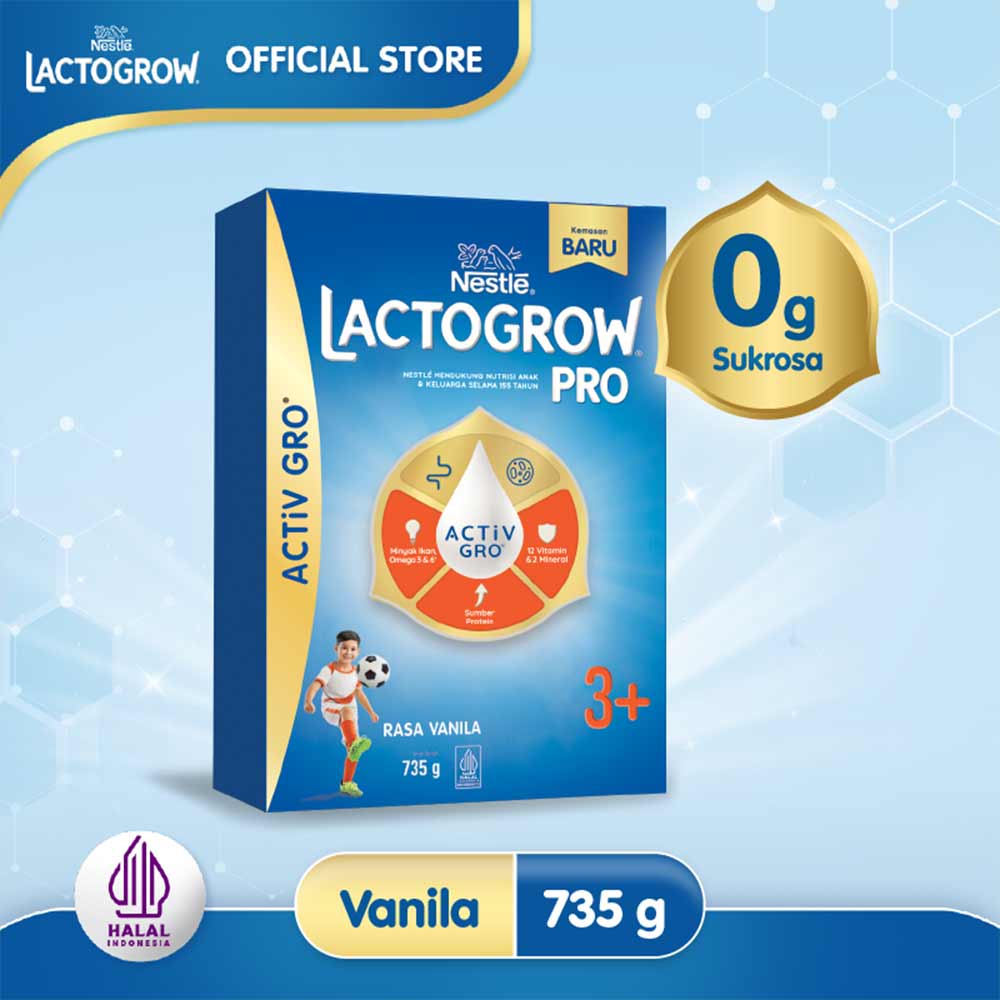 Nestlé
LACTOGROW
OFFICIAL STORE
Kemasan
BARU
Nestlé
LACTOGROW
PRO
NESTLÉ MENDUKUNG NUTRISI ANAK
& KELUARGA SELAMA 155 TAHUN
0g
Sukrosa
ACTiV GRO
ACTiV
GRO
Minyak Ikan,
Omega 3 & 6
12 Vitamin
& 2 Mineral
Sumber
Protein
3+
RASA VANILA
735 g
HALAL
HALAL
INDONESIA
Vanila
735 g